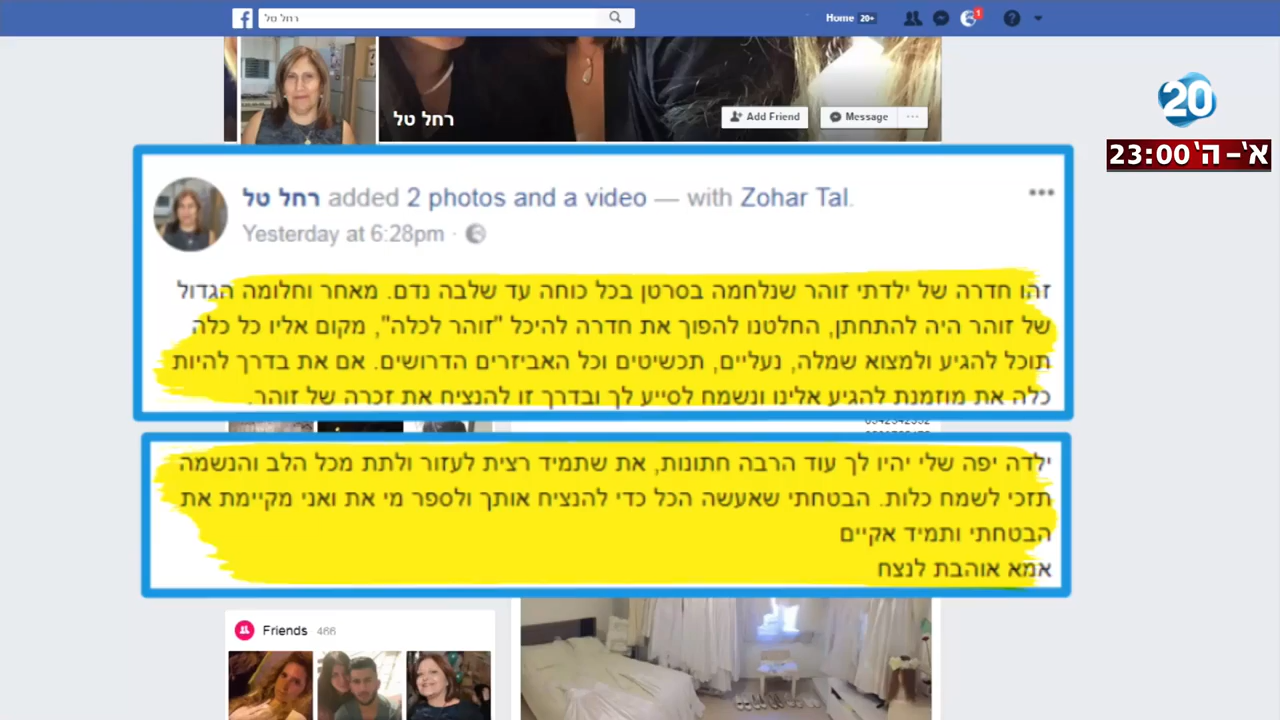 רחל טל
Home 20+
1
20
א'-ה' 23:00
רחל טל
Add Friend
Message
רחל טל added 2 photos and a video — with Zohar Tal.
Yesterday at 6:28pm
זהו חדרה של ילדתי זוהר שנלחמה בסרטן בכל כוחה עד שלבה נדם. מאחר וחלומה הגדול
של זוהר היה להתחתן, החלטנו להפוך את חדרה להיכל "זוהר לכלה", מקום אליו כל כלה
תוכל להגיע ולמצוא שמלה, נעליים, תכשיטים וכל האביזרים הדרושים. אם את בדרך להיות
כלה את מוזמנת להגיע אלינו ונשמח לסייע לך ובדרך זו להנציח את זכרה של זוהר.
ילדה יפה שלי יהיו לך עוד הרבה חתונות, את שתמיד רצית לעזור ולתת מכל הלב והנשמה
תזכי לשמח כלות. הבטחתי שאעשה הכל כדי להנציח אותך ולספר מי את ואני מקיימת את
הבטחתי ותמיד אקיים
אמא אוהבת לנצח
Friends 466